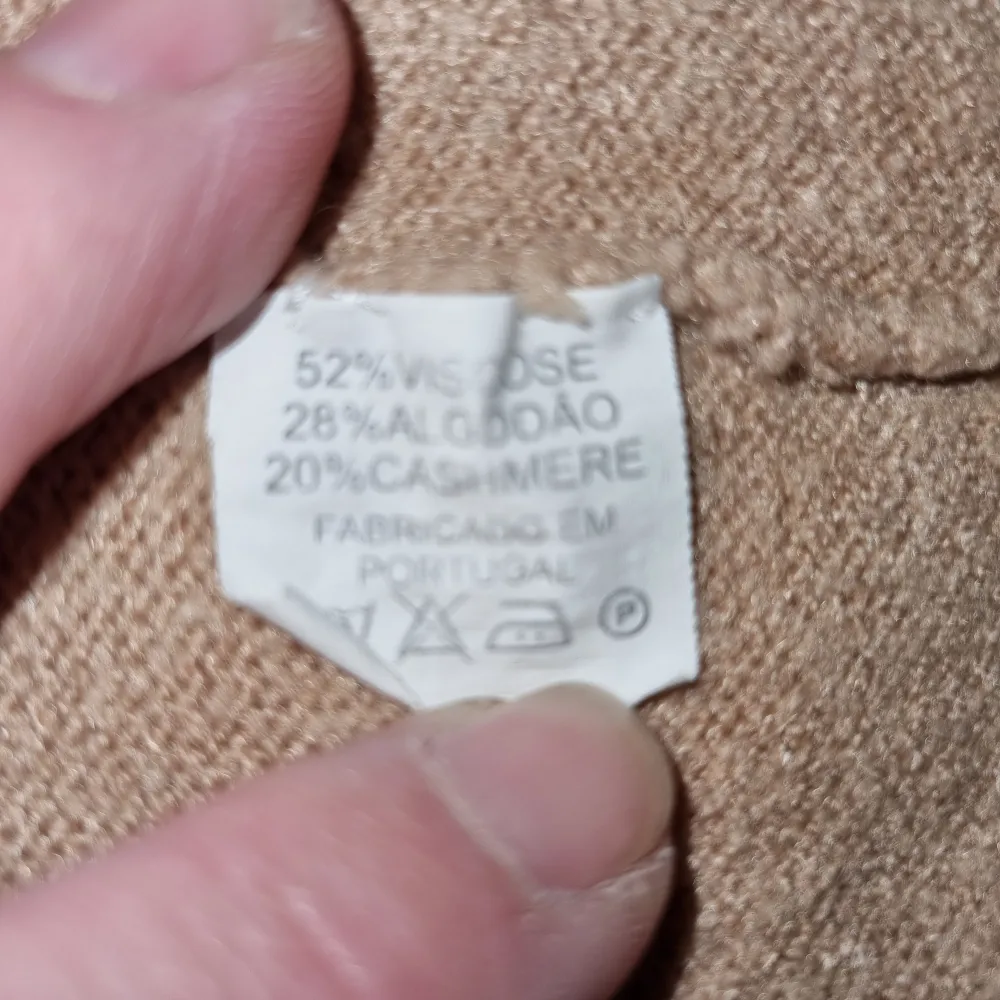 52%VISCOSE
28%ALGODÃO
20%CASHMERE
FABRICADO EM
PORTUGAL
P